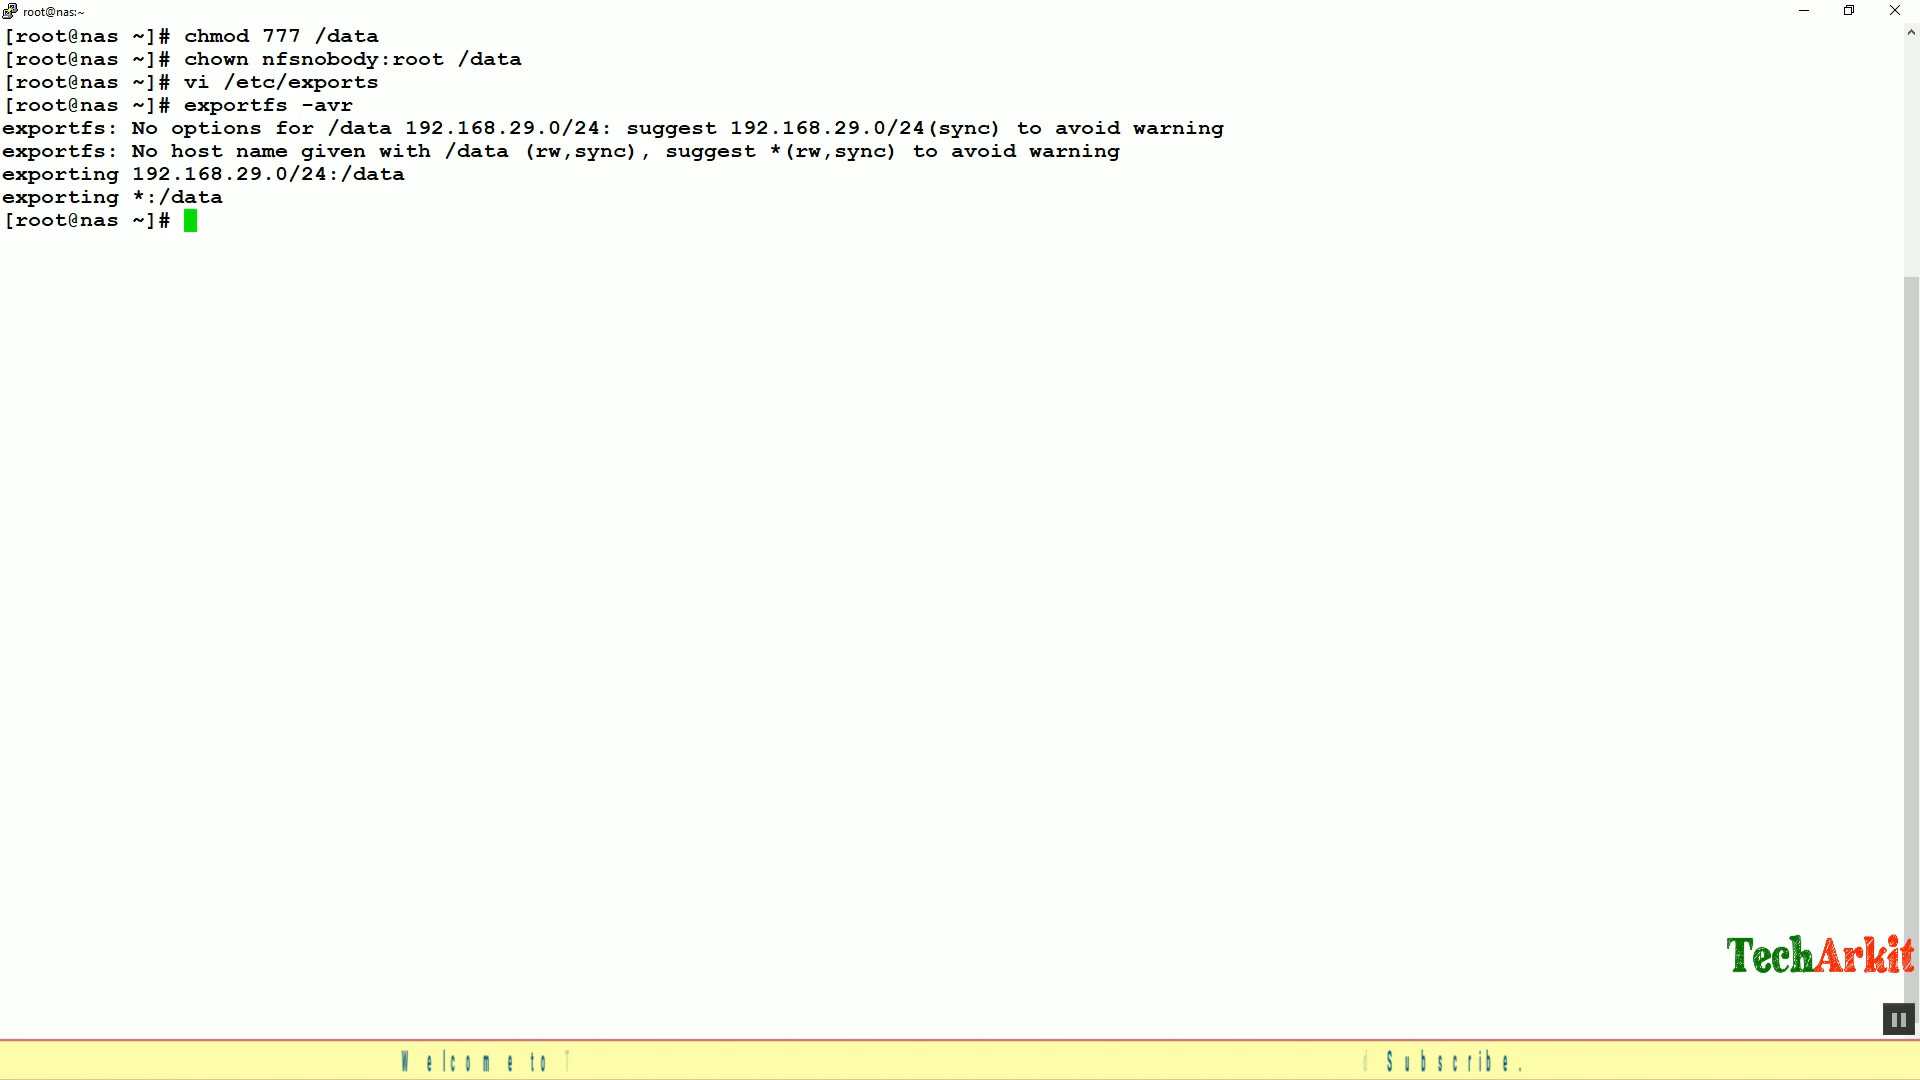 root@nas:~
[root@nas ~]# chmod 777 /data
[root@nas ~]# chown nfsnobody:root /data
[root@nas ~]# vi /etc/exports
[root@nas ~]# exportfs -avr
exportfs: No options for /data 192.168.29.0/24: suggest 192.168.29.0/24(sync) to avoid warning
exportfs: No host name given with /data (rw,sync), suggest *(rw,sync) to avoid warning
exporting 192.168.29.0/24:/data
exporting *:/data
[root@nas ~]#
TechArkit
Welcome to T
d Subscribe.